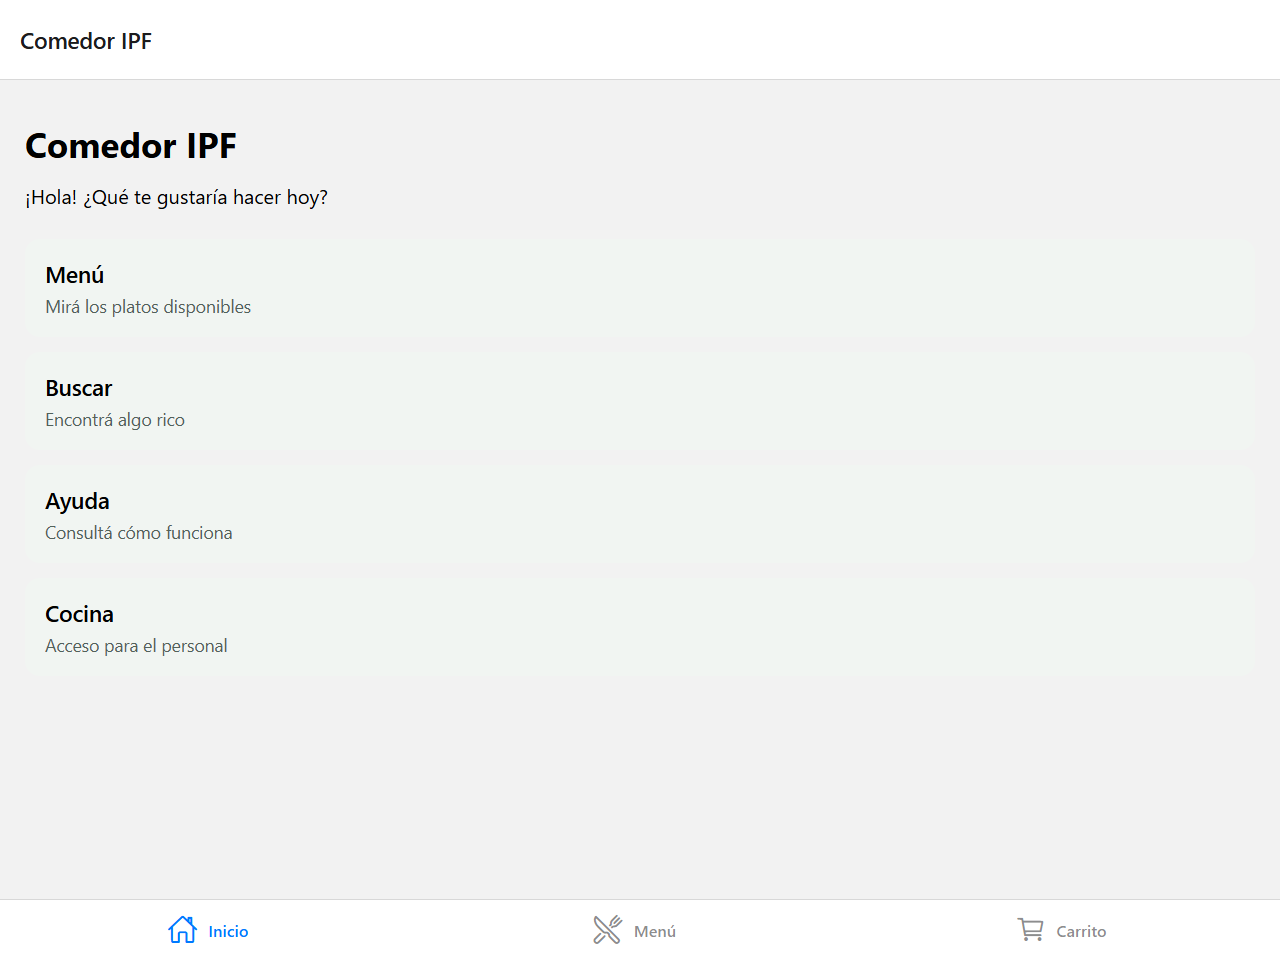 Comedor IPF
Comedor IPF
¡Hola! ¿Qué te gustaría hacer hoy?
Menú
Mirá los platos disponibles
Buscar
Encontrá algo rico
Ayuda
Consultá cómo funciona
Cocina
Acceso para el personal
Inicio
Menú
Carrito